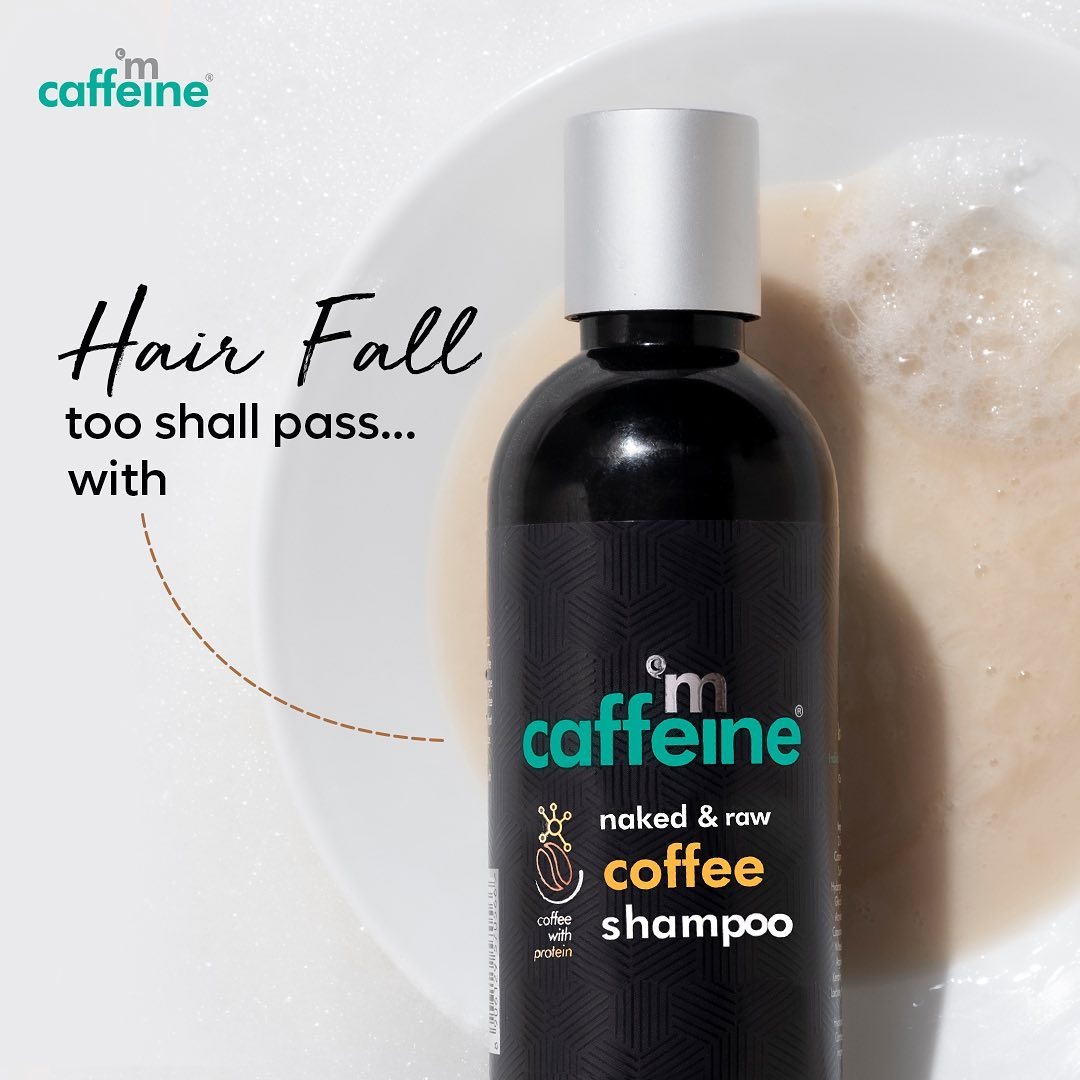 'm
caffeine®
Hair Fall
too shall pass...
with
'm
caffeine®
naked & raw
coffee
shampoo
coffee
with
protein